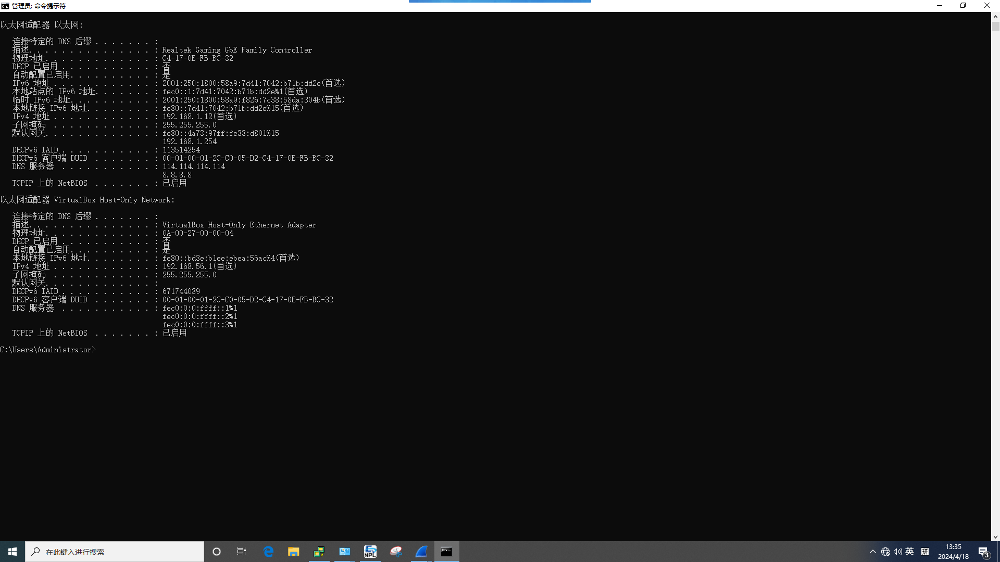 管理员: 命令提示符
以太网适配器 以太网:
连接特定的 DNS 后缀 . . . . . . . :
描述. . . . . . . . . . . . . . . : Realtek Gaming GbE Family Controller
物理地址. . . . . . . . . . . . . : C4-17-0E-FB-BC-32
DHCP 已启用 . . . . . . . . . . . : 否
自动配置已启用. . . . . . . . . . : 是
IPv6 地址 . . . . . . . . . . . . : 2001:250:1800:58a9:7d41:7042:b71b:dd2e(首选)
本地站点的 IPv6 地址. . . . . . . : fec0::1:7d41:7042:b71b:dd2e%1(首选)
临时 IPv6 地址. . . . . . . . . . : 2001:250:1800:58a9:f826:7c38:58da:304b(首选)
本地链接 IPv6 地址. . . . . . . . : fe80::7d41:7042:b71b:dd2e%15(首选)
IPv4 地址 . . . . . . . . . . . . : 192.168.1.12(首选)
子网掩码  . . . . . . . . . . . . : 255.255.255.0
默认网关. . . . . . . . . . . . . : fe80::4a73:97ff:fe33:d801%15
192.168.1.254
DHCPv6 IAID . . . . . . . . . . . : 113514254
DHCPv6 客户端 DUID  . . . . . . . : 00-01-00-01-2C-C0-05-D2-C4-17-0E-FB-BC-32
DNS 服务器  . . . . . . . . . . . : 114.114.114.114
8.8.8.8
TCPIP 上的 NetBIOS  . . . . . . . : 已启用
以太网适配器 VirtualBox Host-Only Network:
连接特定的 DNS 后缀 . . . . . . . :
描述. . . . . . . . . . . . . . . : VirtualBox Host-Only Ethernet Adapter
物理地址. . . . . . . . . . . . . : 0A-00-27-00-00-04
DHCP 已启用 . . . . . . . . . . . : 否
自动配置已启用. . . . . . . . . . : 是
本地链接 IPv6 地址. . . . . . . . : fe80::bd3e:b1ee:ebea:56ac%4(首选)
IPv4 地址 . . . . . . . . . . . . : 192.168.56.1(首选)
子网掩码  . . . . . . . . . . . . : 255.255.255.0
默认网关. . . . . . . . . . . . . :
DHCPv6 IAID . . . . . . . . . . . : 671744039
DHCPv6 客户端 DUID  . . . . . . . : 00-01-00-01-2C-C0-05-D2-C4-17-0E-FB-BC-32
DNS 服务器  . . . . . . . . . . . : fec0:0:0:ffff::1%1
fec0:0:0:ffff::2%1
fec0:0:0:ffff::3%1
TCPIP 上的 NetBIOS  . . . . . . . : 已启用
C:\Users\Administrator>
在此键入进行搜索
NPL
英
拼
13:35
2024/4/18
3